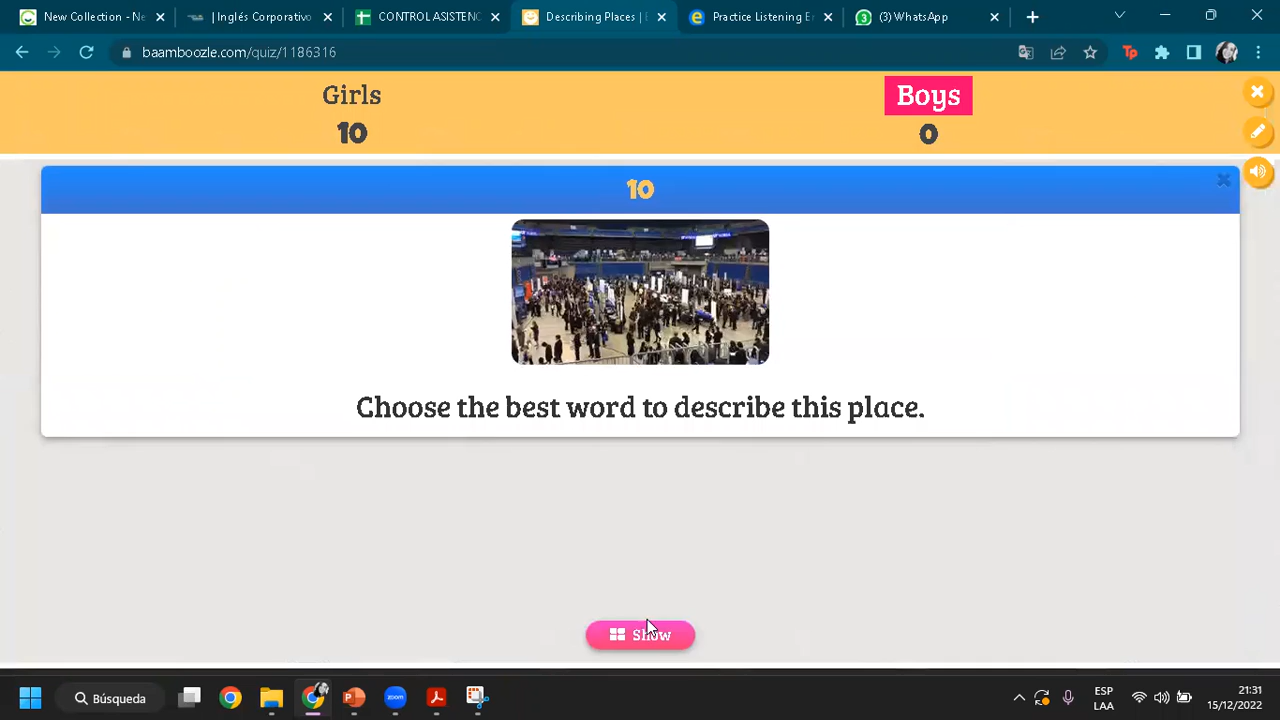 New Collection - Ne
Inglés Corporativo
CONTROL ASISTENC
Describing Places | B
Practice Listening En
(3) WhatsApp
baamboozle.com/quiz/1186316
Girls
10
Boys
0
10
Choose the best word to describe this place.
Show
Búsqueda
zoom
ESP
LAA
21:31
15/12/2022